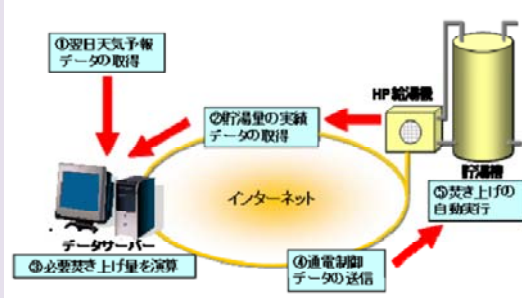 ①翌日天気予報
データの取得
HP給湯機
②貯湯量の実績
データの取得
貯湯槽
⑤焚き上げの
自動実行
インターネット
データサーバー
③必要焚き上げ量を演算
④通電制御
データの送信